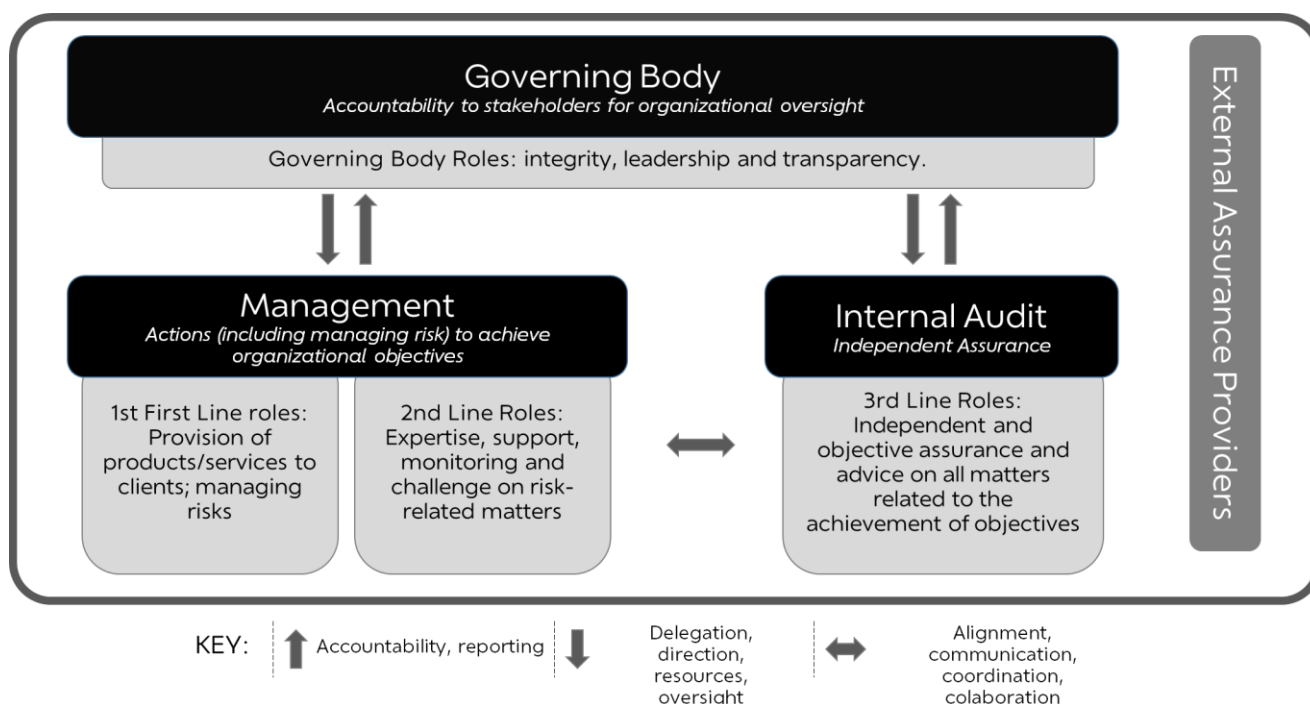 Governing Body
Accountability to stakeholders for organizational oversight
Governing Body Roles: integrity, leadership and transparency.
Management
Actions (including managing risk) to achieve
organizational objectives
1st First Line roles:
Provision of
products/services to
clients; managing
risks
2nd Line Roles:
Expertise, support,
monitoring and
challenge on risk-
related matters
Internal Audit
Independent Assurance
3rd Line Roles:
Independent and
objective assurance and
advice on all matters
related to the
achievement of objectives
External Assurance Providers
KEY:
Accountability, reporting
Delegation,
direction,
resources,
oversight
Alignment,
communication,
coordination,
colaboration